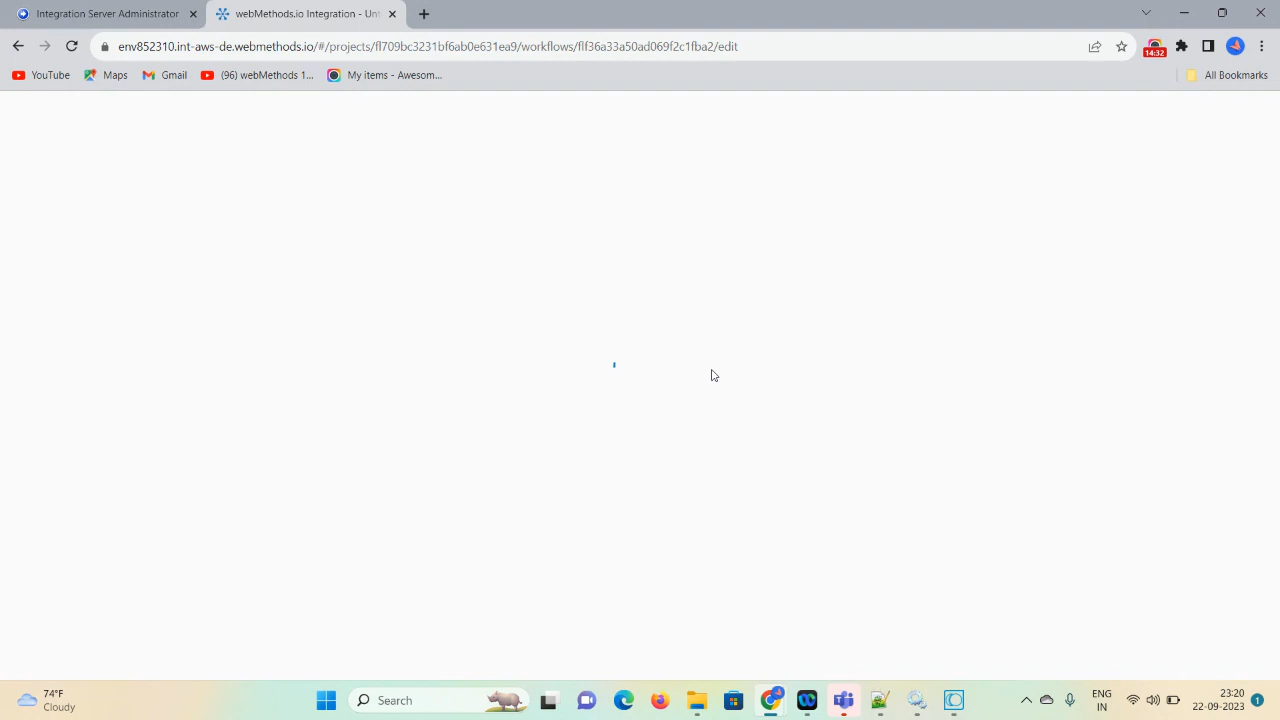 Integration Server Administrator
webMethods.io Integration - Unt
env852310.int-aws-de.webmethods.io/#/projects/fl709bc3231bf6ab0e631ea9/workflows/flf36a33a50ad069f2c1fba2/edit
14:32
YouTube
Maps
Gmail
(96) webMethods 1...
My items - Awesom...
All Bookmarks
74°F
Cloudy
Search
ENG
IN
23:20
22-09-2023
1